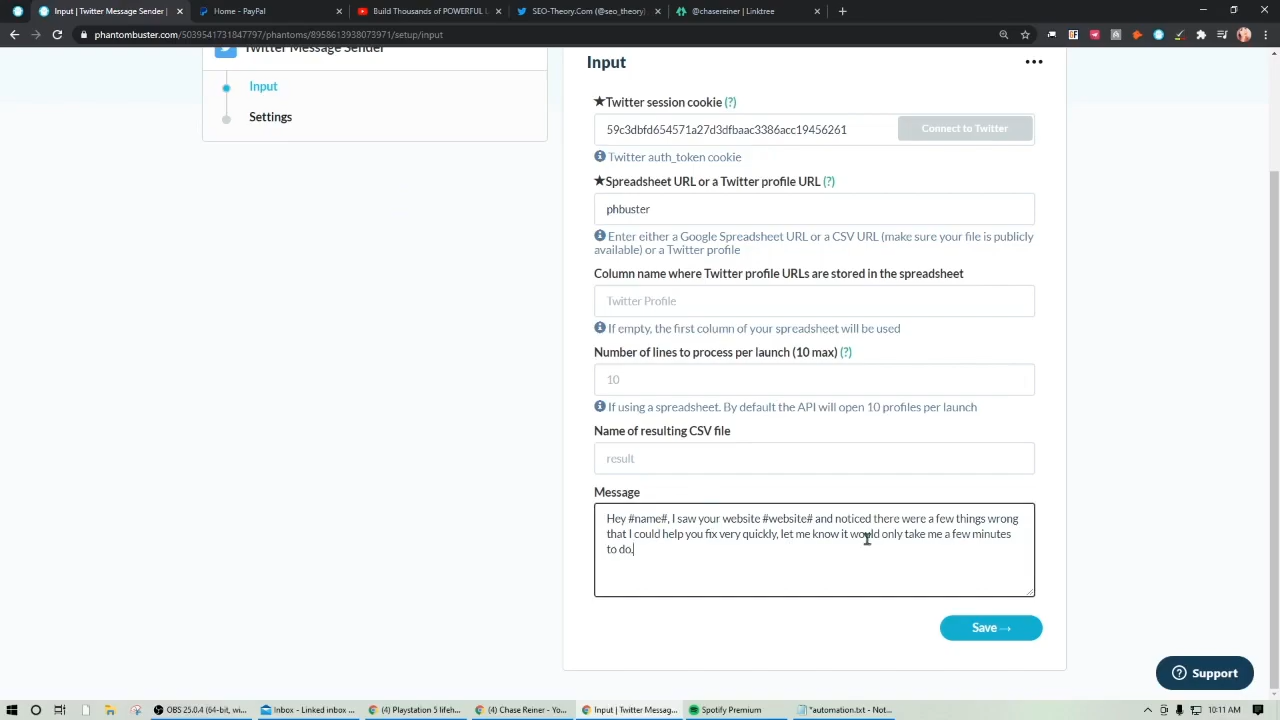 Input | Twitter Message Sender |
Home - PayPal
Build Thousands of POWERFUL
SEO-Theory.Com (@seo_theory)
@chasereiner | Linktree
phantombuster.com/5039541731847797/phantoms/8958613938073971/setup/input
Twitter Message Sender
Input
Settings
Input
★Twitter session cookie (?)
59c3dbfd654571a27d3dfbaac3386acc19456261
Connect to Twitter
Twitter auth_token cookie
★Spreadsheet URL or a Twitter profile URL (?)
phbuster
Enter either a Google Spreadsheet URL or a CSV URL (make sure your file is publicly
available) or a Twitter profile
Column name where Twitter profile URLs are stored in the spreadsheet
Twitter Profile
If empty, the first column of your spreadsheet will be used
Number of lines to process per launch (10 max) (?)
10
If using a spreadsheet. By default the API will open 10 profiles per launch
Name of resulting CSV file
result
Message
Hey #name#, I saw your website #website# and noticed there were a few things wrong
that I could help you fix very quickly, let me know it would only take me a few minutes
to do.
Save →
Support
OBS 25.0.4 (64-bit, wi...
Inbox - Linked inbox ...
(4) Playstation 5 lifeh...
(4) Chase Reiner - Yo...
Input | Twitter Messag...
Spotify Premium
*automation.txt - Not...
10:11 AM